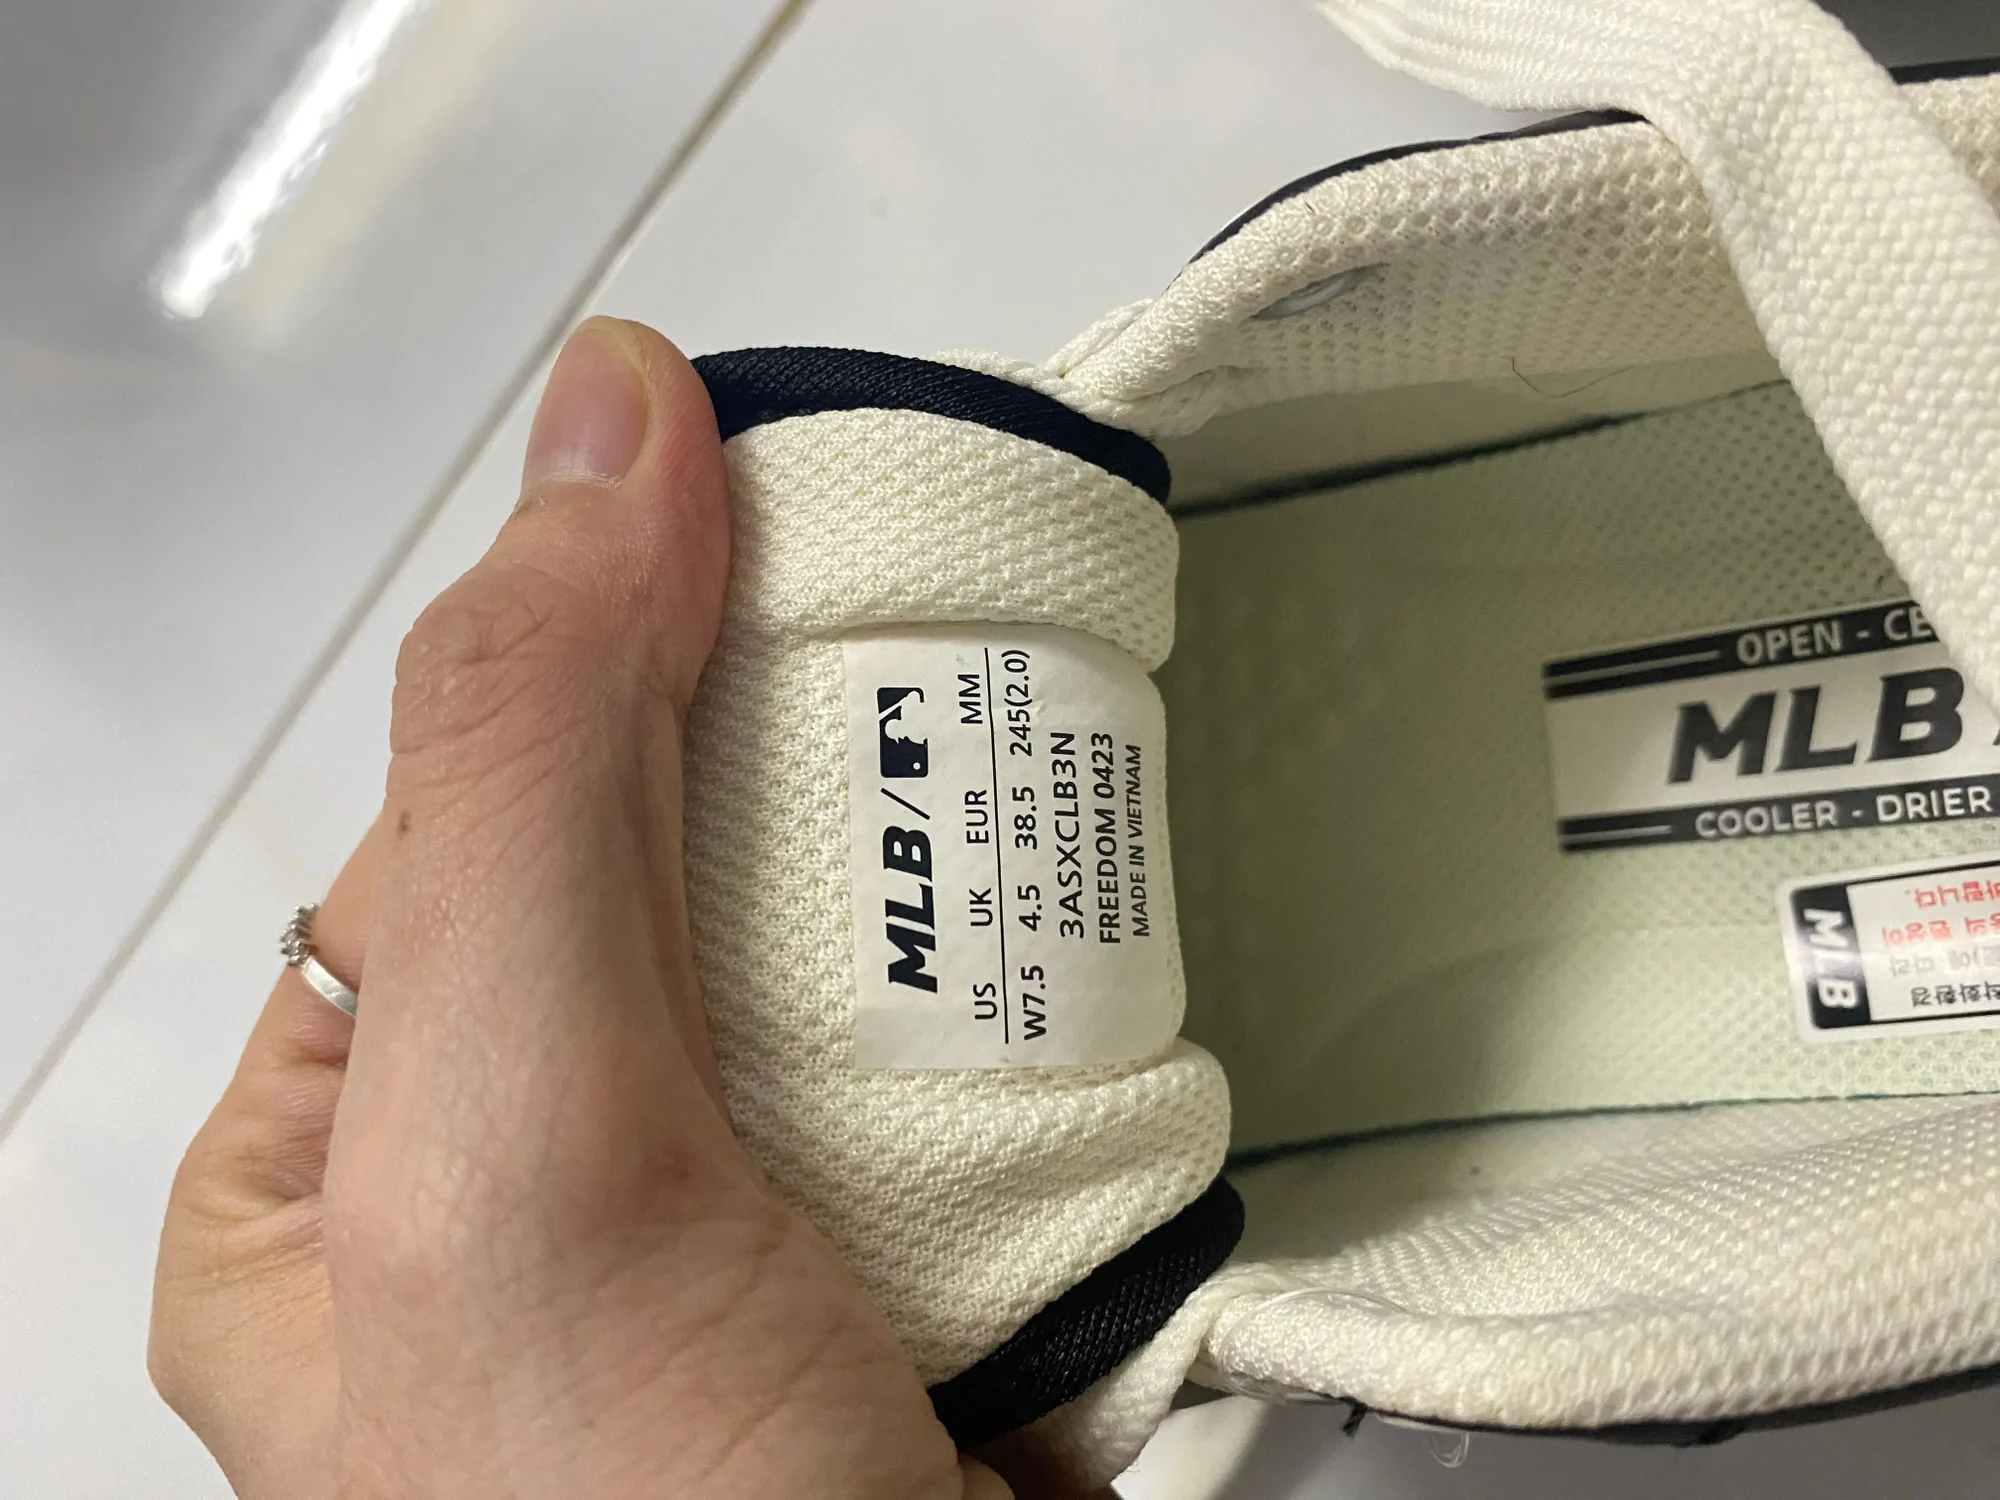 MLB/
US UK EUR MM
W7.5 4.5 38.5 245(2.0)
3ASXCLB3N
FREEDOM 0423
MADE IN VIETNAM
OPEN - CE
MLB
COOLER - DRIER
MLB